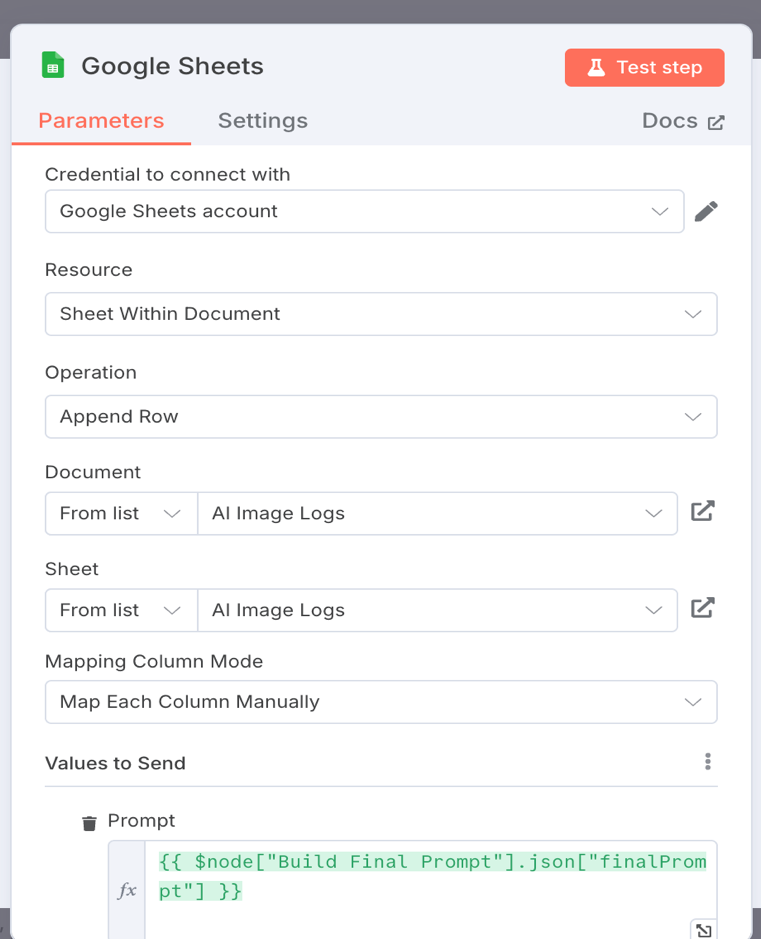 Google Sheets
Test step
Parameters
Settings
Docs
Credential to connect with
Google Sheets account
Resource
Sheet Within Document
Operation
Append Row
Document
From list
AI Image Logs
Sheet
From list
AI Image Logs
Mapping Column Mode
Map Each Column Manually
Values to Send
Prompt
fx
{{ $node["Build Final Prompt"].json["finalProm
pt"] }}